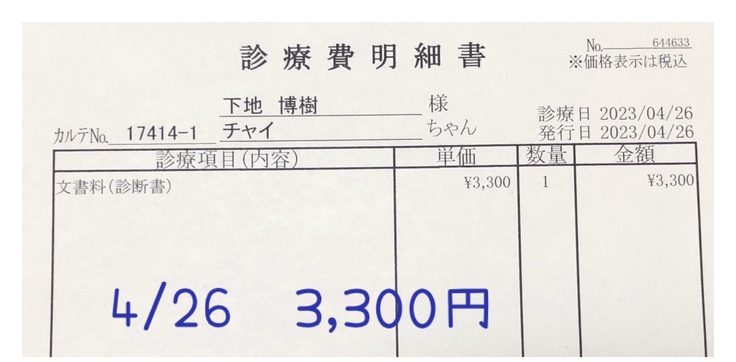 診療費明細書
No. 644633
※価格表示は税込
下地 博樹 様
診療日 2023/04/26
カルテNo. 17414-1 チャイ ちゃん
発行日 2023/04/26
診療項目(内容) 単価 数量 金額
文書料(診断書) ¥3,300 1 ¥3,300
4/26 3,300円